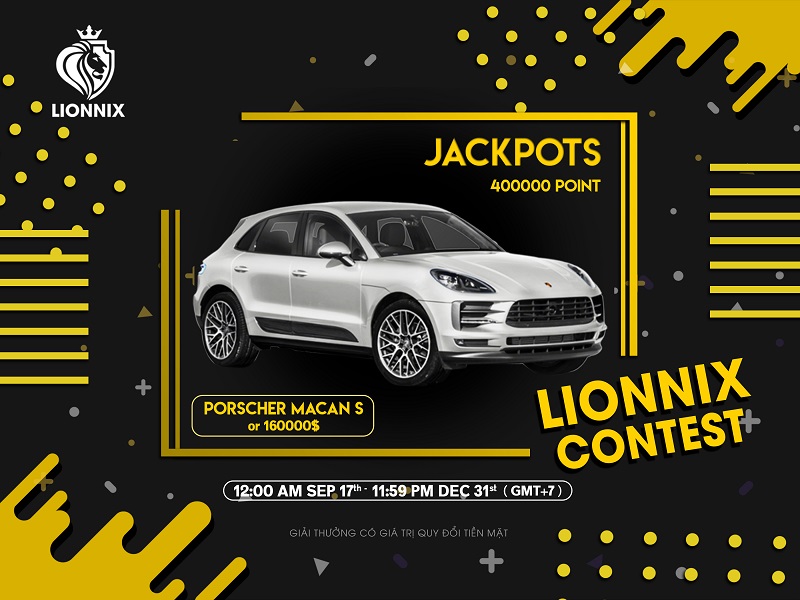 LIONNIX
JACKPOTS
400000 POINT
PORSCHER MACAN S
or 160000$
LIONNIX
CONTEST
12:00 AM SEP 17th - 11:59 PM DEC 31st ( GMT+7 )
GIẢI THƯỞNG CÓ GIÁ TRỊ QUY ĐỔI TIỀN MẶT